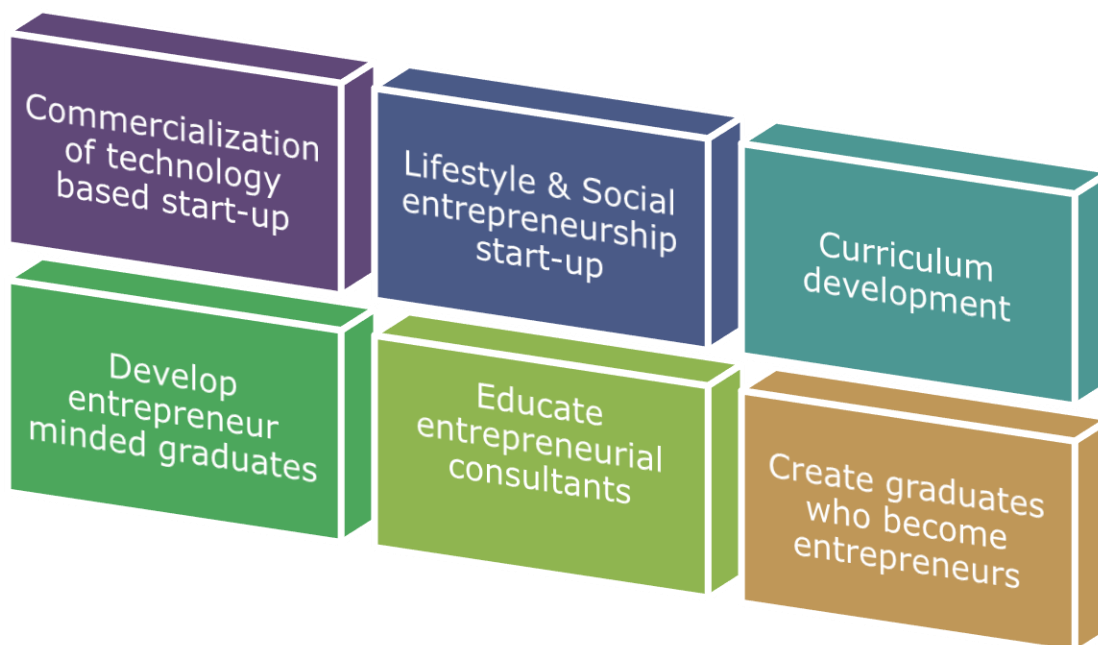 Commercialization
of technology
based start-up
Lifestyle & Social
entrepreneurship
start-up
Curriculum
development
Develop
entrepreneur
minded graduates
Educate
entrepreneurial
consultants
Create graduates
who become
entrepreneurs